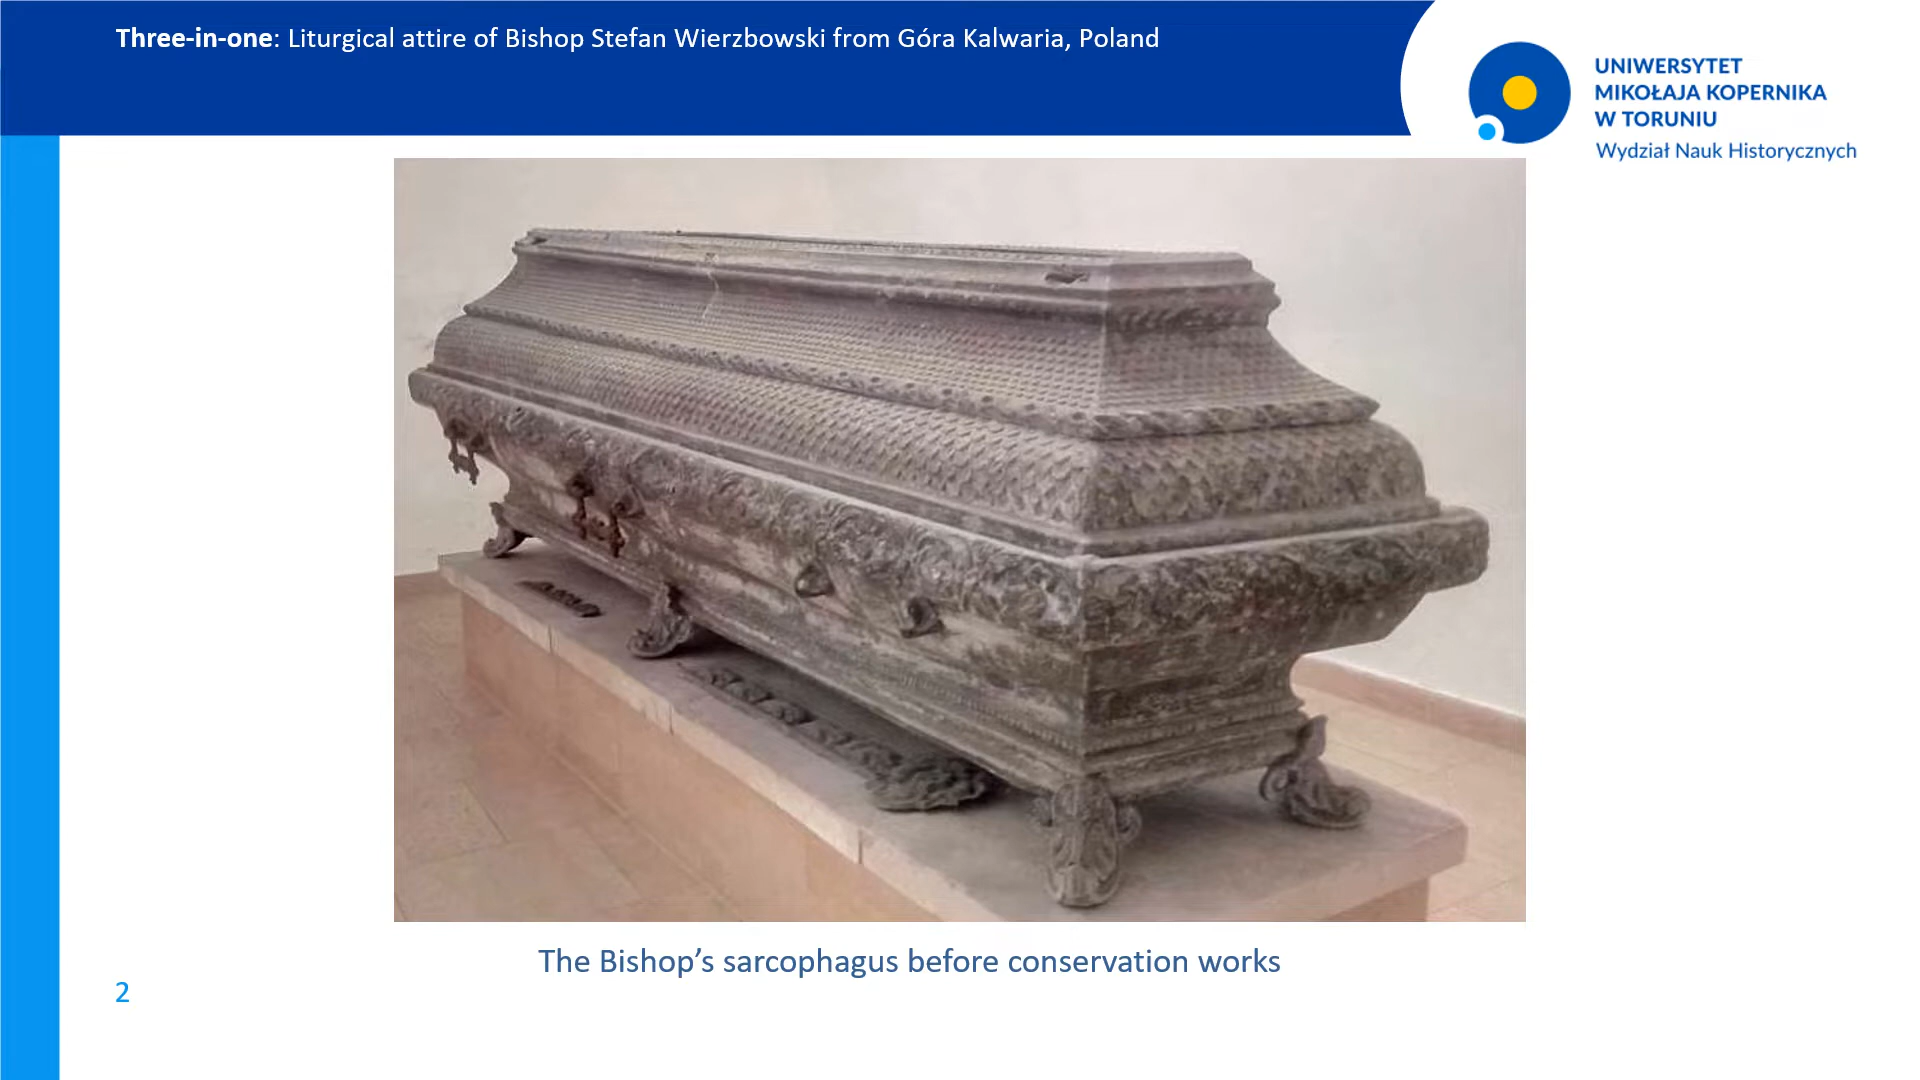 Three-in-one: Liturgical attire of Bishop Stefan Wierzbowski from Góra Kalwaria, Poland
UNIWERSYTET
MIKOŁAJA KOPERNIKA
W TORUNIU
Wydział Nauk Historycznych
The Bishop’s sarcophagus before conservation works
2